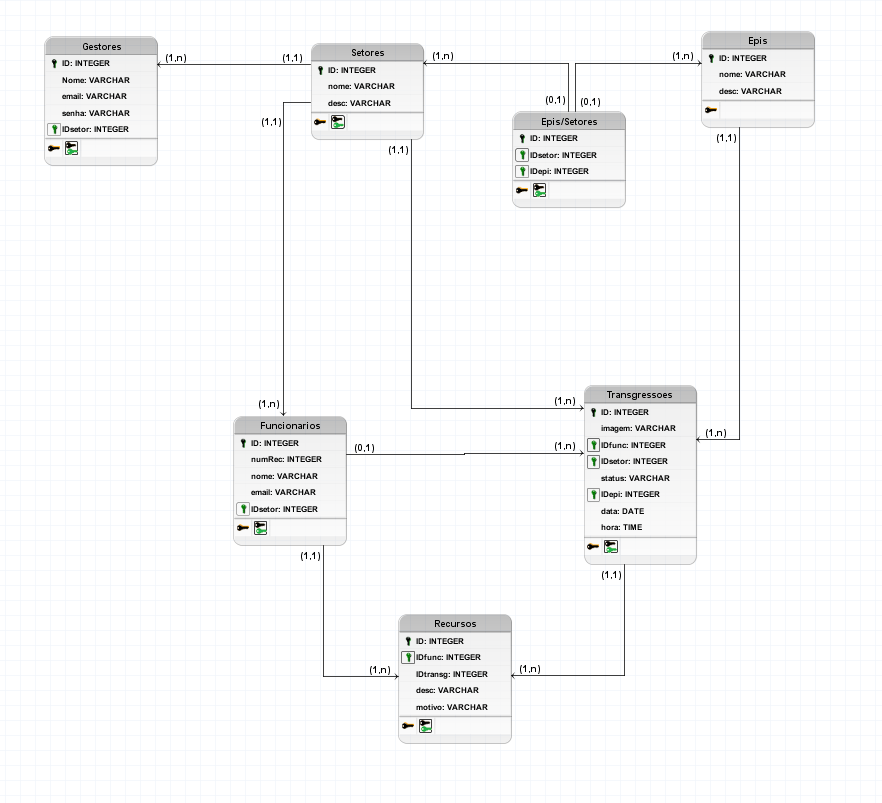 Gestores
ID: INTEGER
Nome: VARCHAR
email: VARCHAR
senha: VARCHAR
IDsetor: INTEGER
(1,n)
(1,1)
Setores
ID: INTEGER
nome: VARCHAR
desc: VARCHAR
(1,1)
(1,1)
(1,n)
(0,1)
(0,1)
(1,n)
Epis/Setores
ID: INTEGER
IDsetor: INTEGER
IDepi: INTEGER
Epis
ID: INTEGER
nome: VARCHAR
desc: VARCHAR
(1,1)
(1,n)
Funcionarios
ID: INTEGER
numRec: INTEGER
nome: VARCHAR
email: VARCHAR
IDsetor: INTEGER
(0,1)
(1,1)
(1,n)
(1,n)
Transgressoes
ID: INTEGER
imagem: VARCHAR
IDfunc: INTEGER
IDsetor: INTEGER
status: VARCHAR
IDepi: INTEGER
data: DATE
hora: TIME
(1,n)
(1,1)
Recursos
ID: INTEGER
IDfunc: INTEGER
IDtransg: INTEGER
desc: VARCHAR
motivo: VARCHAR
(1,n)
(1,n)